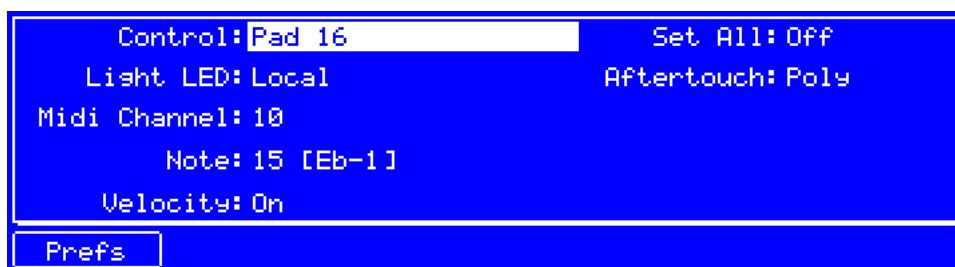 Control: Pad 16 Set All: Off
Light LED: Local Aftertouch: Poly
Midi Channel: 10
Note: 15 [Eb-1]
Velocity: On
Prefs